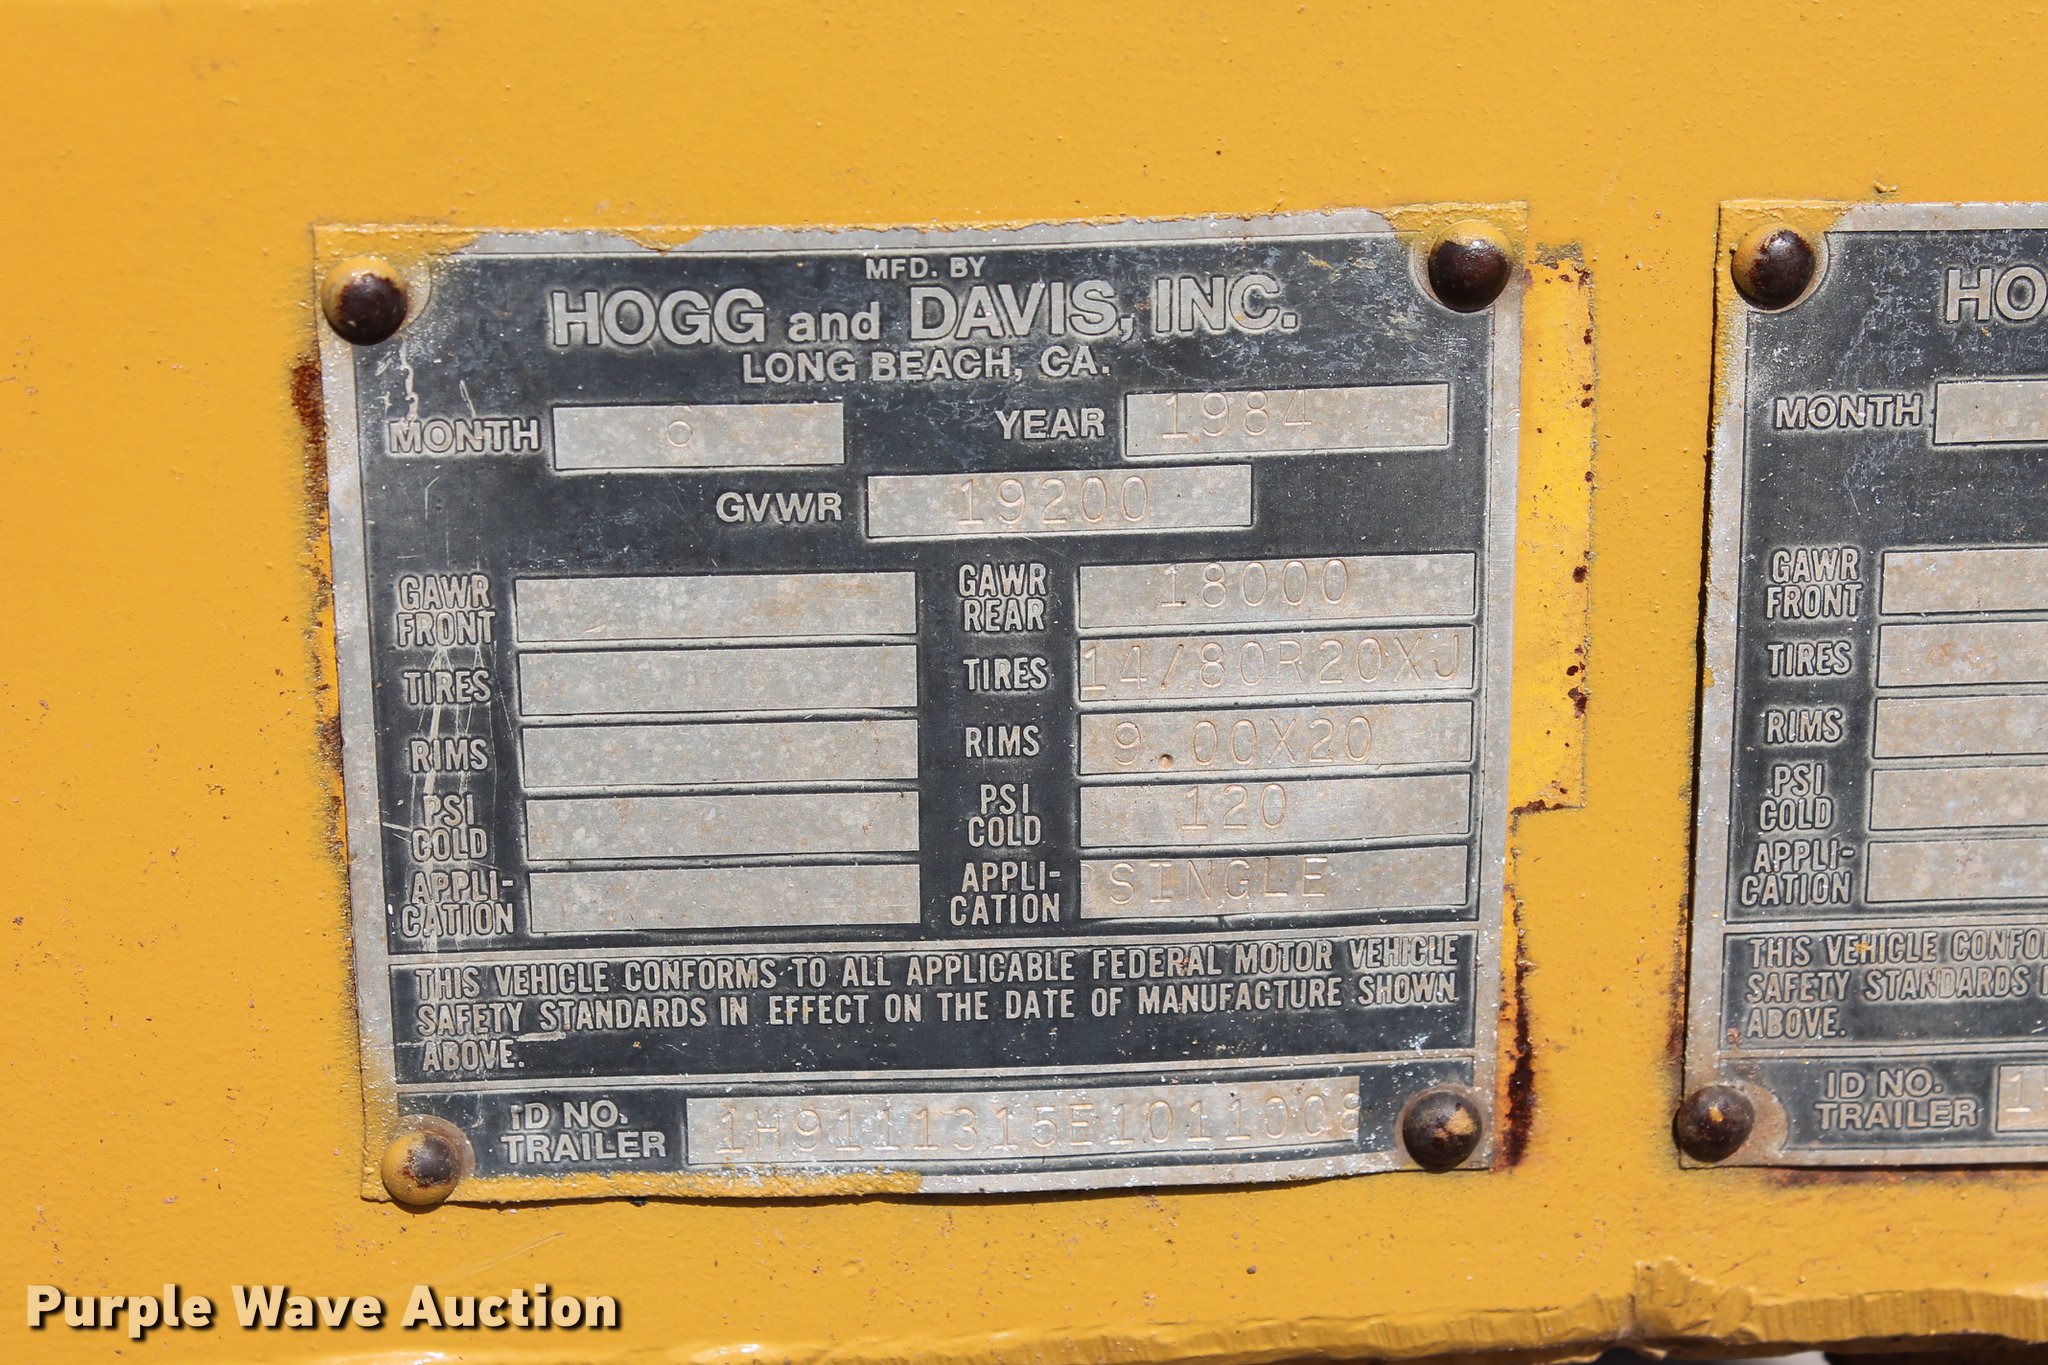 MFD. BY
HOGG and DAVIS, INC.
LONG BEACH, CA.
MONTH 6 YEAR 1984
GVWR 19200
GAWR FRONT GAWR REAR 18000
TIRES TIRES 14/80R20XJ
RIMS RIMS 9.00X20
PSI COLD PSI COLD 120
APPLI-CATION APPLI-CATION SINGLE
THIS VEHICLE CONFORMS TO ALL APPLICABLE FEDERAL MOTOR VEHICLE
SAFETY STANDARDS IN EFFECT ON THE DATE OF MANUFACTURE SHOWN
ABOVE.
ID NO. TRAILER 1H9111315E1011008
HO
MONTH
GAWR
FRONT
TIRES
RIMS
PSI
COLD
APPLI-
CATION
THIS VEHICLE CONFO
SAFETY STANDARDS
ABOVE.
ID NO.
TRAILER
Purple Wave Auction